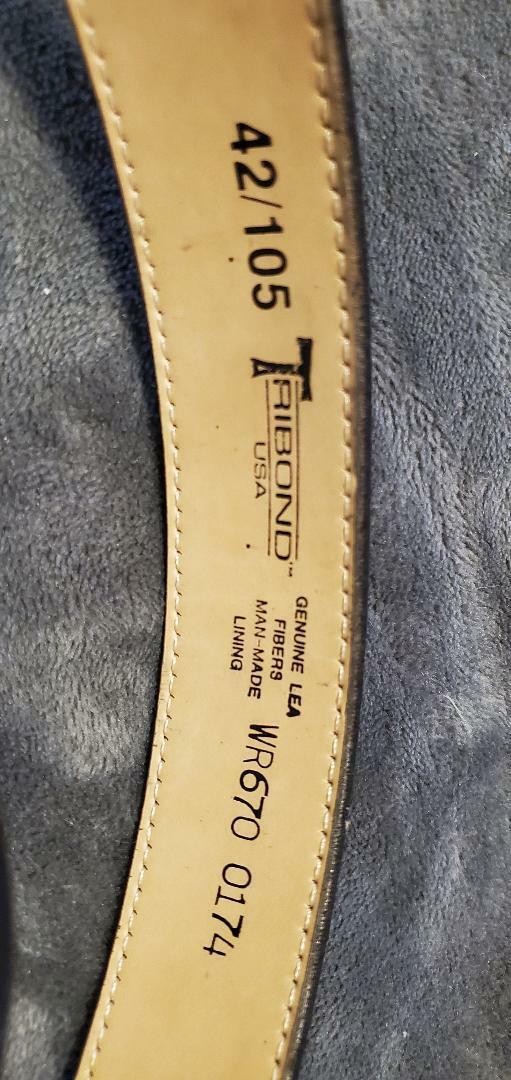 42/105
TRIBOND™
USA
GENUINE LEA
FIBERS
MAN-MADE
LINING
WR670 0174